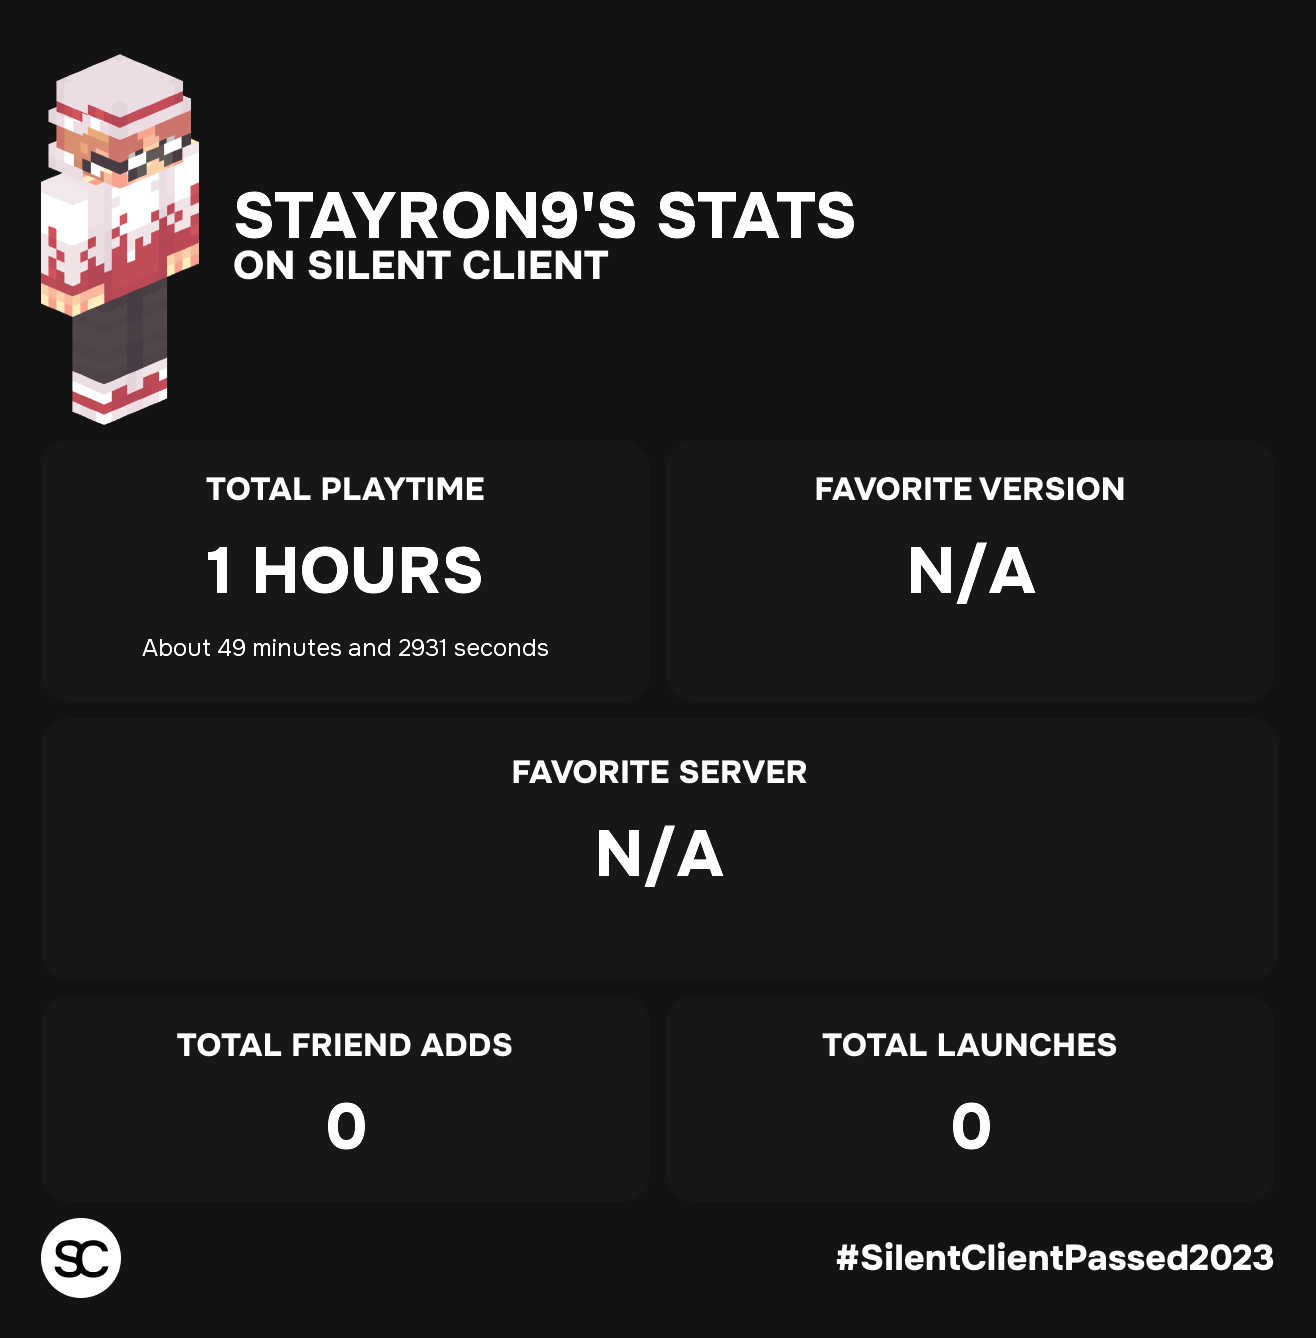 STAYRON9'S STATS
ON SILENT CLIENT
TOTAL PLAYTIME
1 HOURS
About 49 minutes and 2931 seconds
FAVORITE VERSION
N/A
FAVORITE SERVER
N/A
TOTAL FRIEND ADDS
0
TOTAL LAUNCHES
0
SC
#SilentClientPassed2023